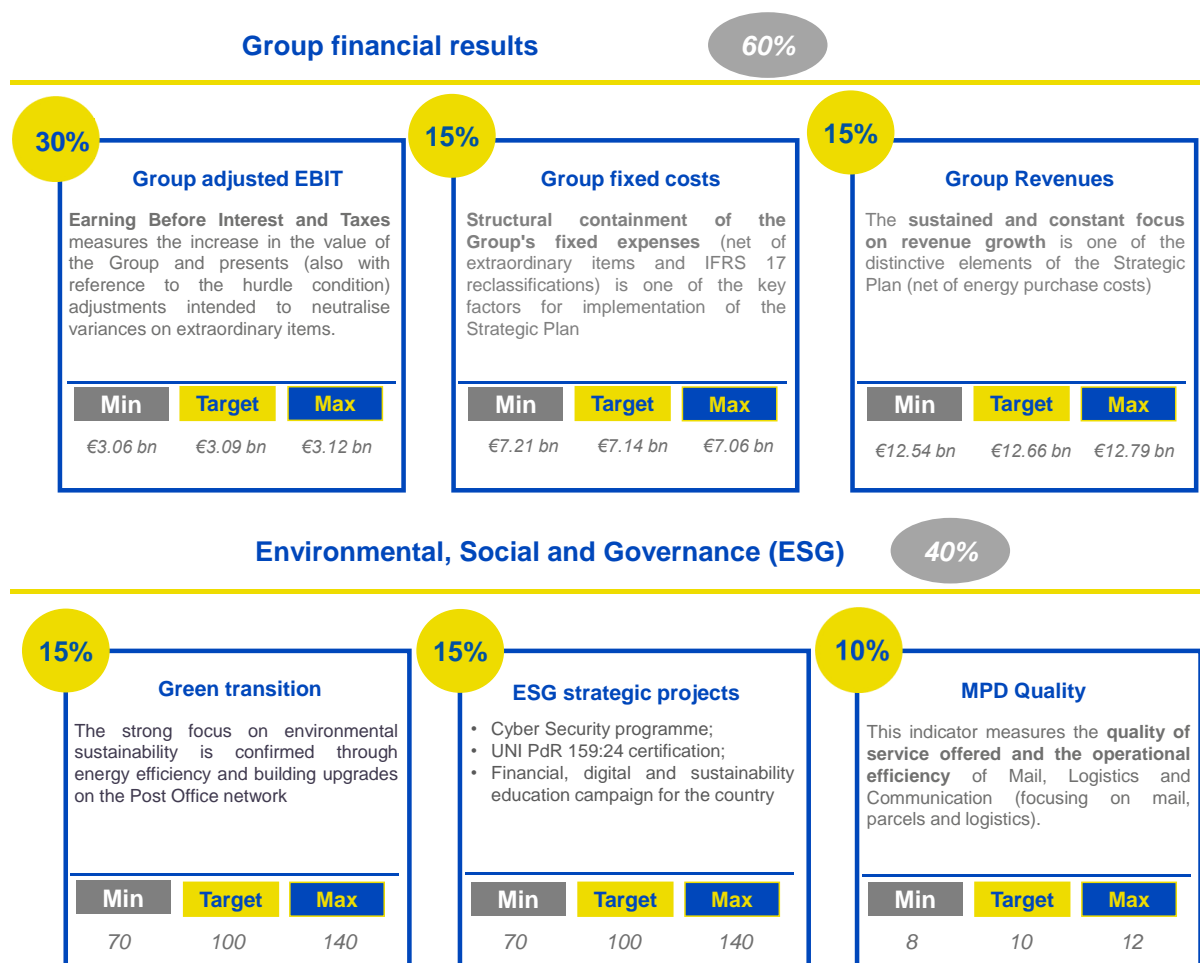 Group financial results
60%
30%
Group adjusted EBIT
Earning Before Interest and Taxes
measures the increase in the value of
the Group and presents (also with
reference to the hurdle condition)
adjustments intended to neutralise
variances on extraordinary items.
Min Target Max
€3.06 bn €3.09 bn €3.12 bn
15%
Group fixed costs
Structural containment of the
Group's fixed expenses (net of
extraordinary items and IFRS 17
reclassifications) is one of the key
factors for implementation of the
Strategic Plan
Min Target Max
€7.21 bn €7.14 bn €7.06 bn
15%
Group Revenues
The sustained and constant focus
on revenue growth is one of the
distinctive elements of the Strategic
Plan (net of energy purchase costs)
Min Target Max
€12.54 bn €12.66 bn €12.79 bn
Environmental, Social and Governance (ESG)
40%
15%
Green transition
The strong focus on environmental
sustainability is confirmed through
energy efficiency and building upgrades
on the Post Office network
Min Target Max
70 100 140
15%
ESG strategic projects
• Cyber Security programme;
• UNI PdR 159:24 certification;
• Financial, digital and sustainability
education campaign for the country
Min Target Max
70 100 140
10%
MPD Quality
This indicator measures the quality of
service offered and the operational
efficiency of Mail, Logistics and
Communication (focusing on mail,
parcels and logistics).
Min Target Max
8 10 12